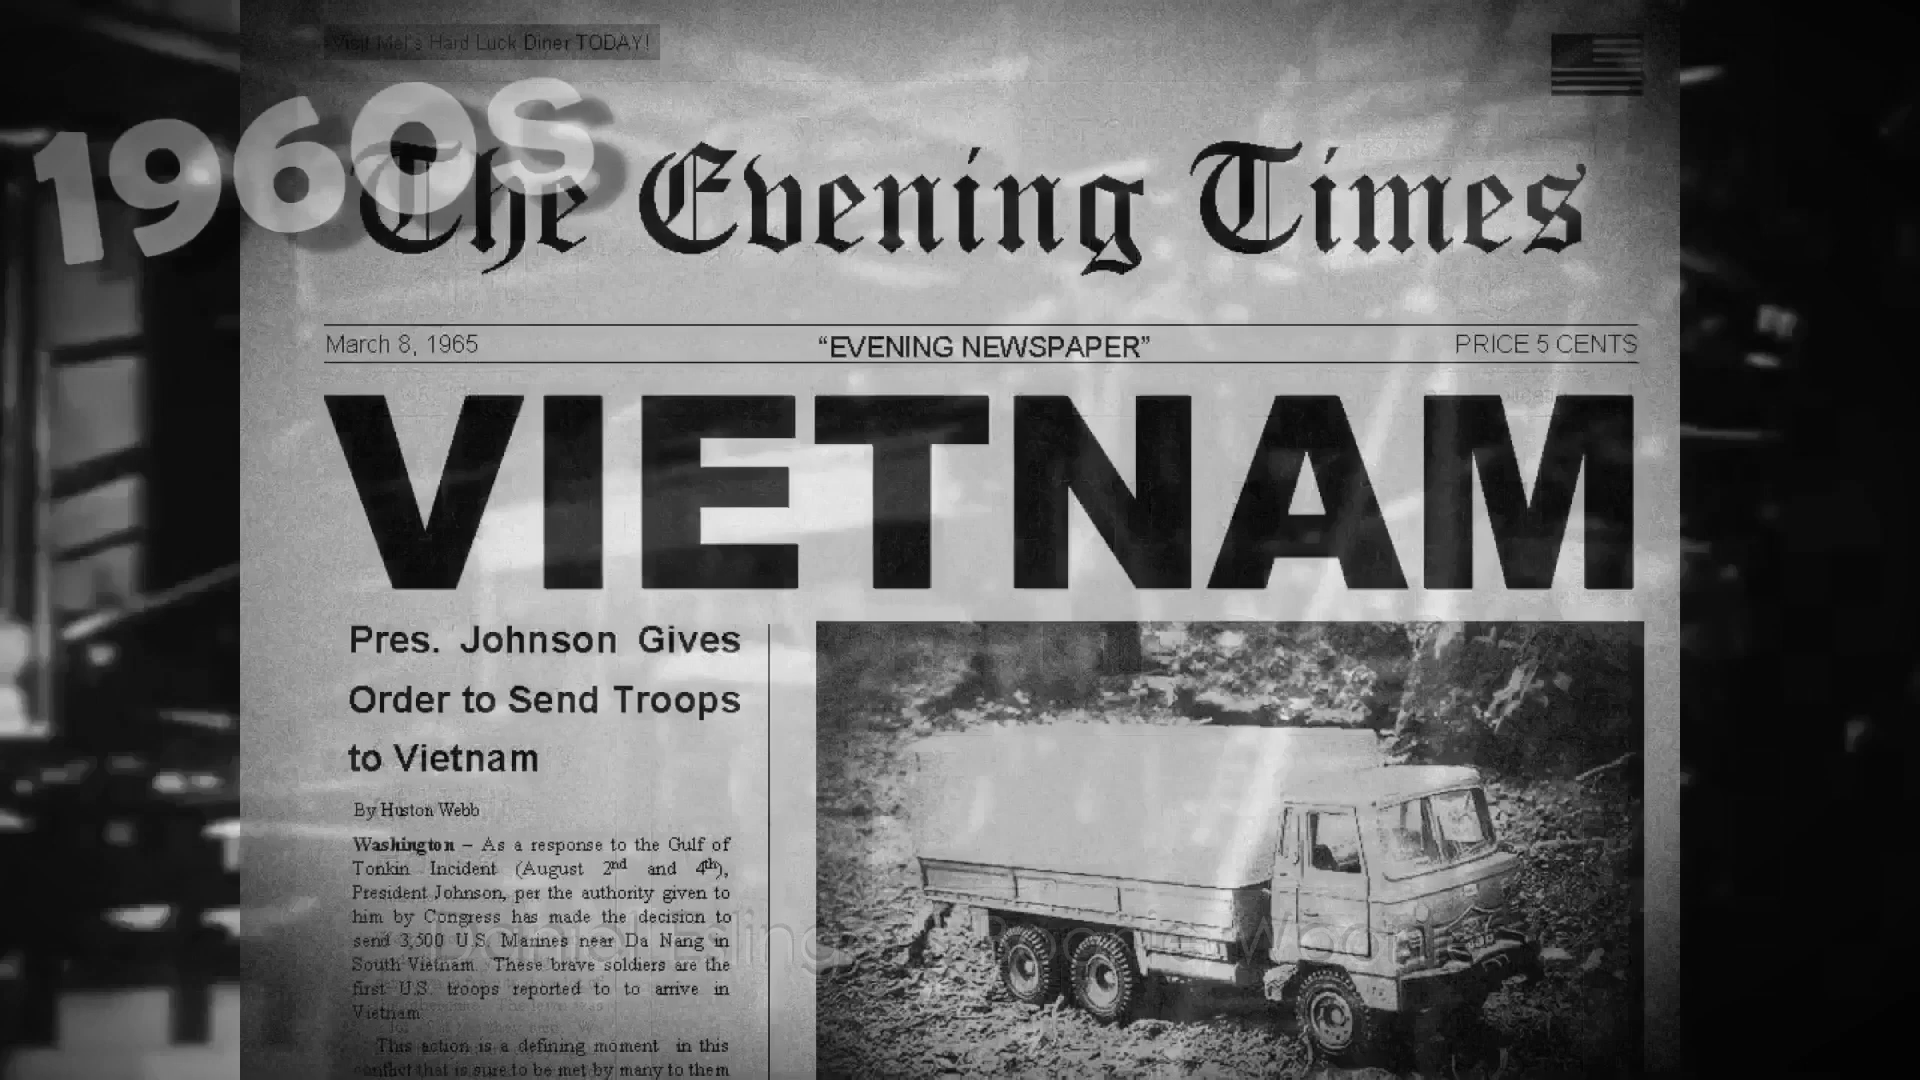 Visit Mel's Hard Luck Diner TODAY!
1960s
The Evening Times
March 8, 1965
“EVENING NEWSPAPER”
PRICE 5 CENTS
VIETNAM
Pres. Johnson Gives
Order to Send Troops
to Vietnam
By Huston Webb
Washington – As a response to the Gulf of
Tonkin Incident (August 2nd and 4th),
President Johnson, per the authority given to
him by Congress has made the decision to
send 3,500 U.S. Marines near Da Nang in
South Vietnam. These brave soldiers are the
first U.S. troops reported to to arrive in
Vietnam
This action is a defining moment in this
conflict that is sure to be met by many to them